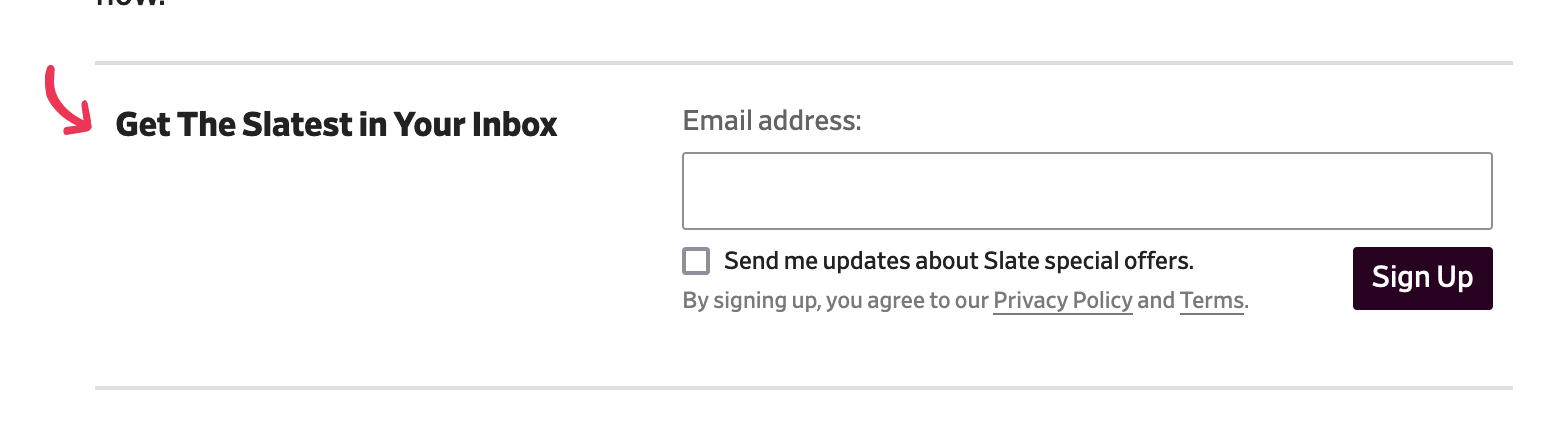 now.
Get The Slatest in Your Inbox
Email address:
Send me updates about Slate special offers.
Sign Up
By signing up, you agree to our Privacy Policy and Terms.